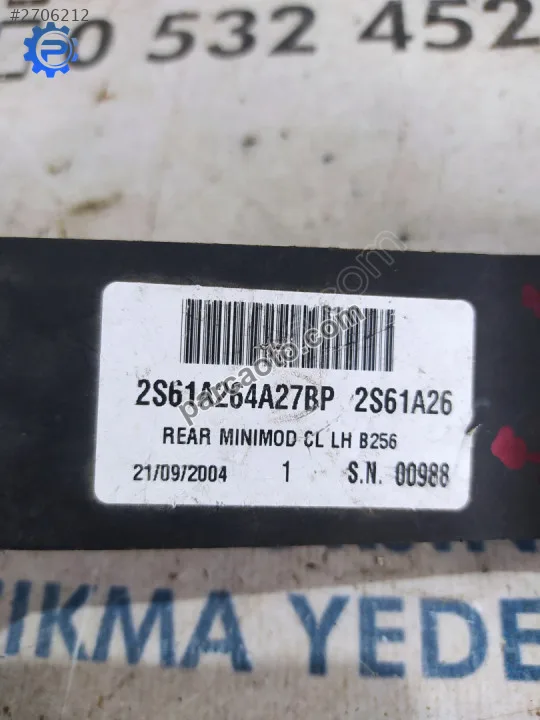 #2706212
0 532 452
parcaoto.com
2S61A264A27BP 2S61A26
REAR MINIMOD CL LH B256
21/09/2004 1 S.N. 00988
IKMA YEDE